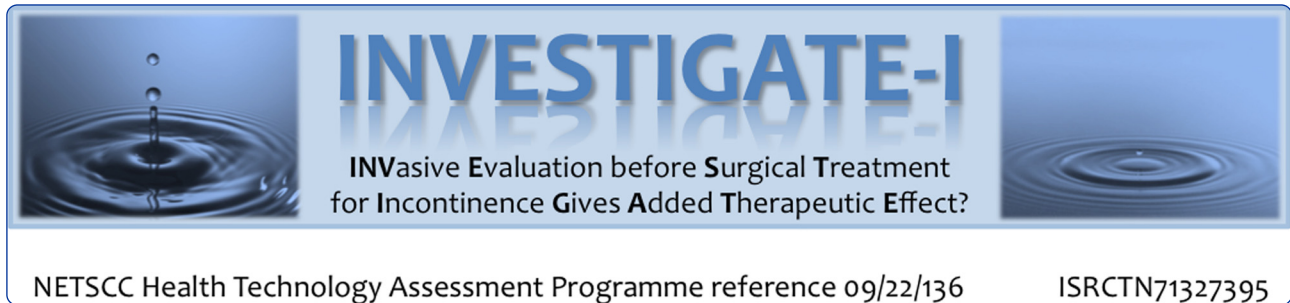 INVESTIGATE-I
INVasive Evaluation before Surgical Treatment
for Incontinence Gives Added Therapeutic Effect?
NETSCC Health Technology Assessment Programme reference 09/22/136 ISRCTN71327395